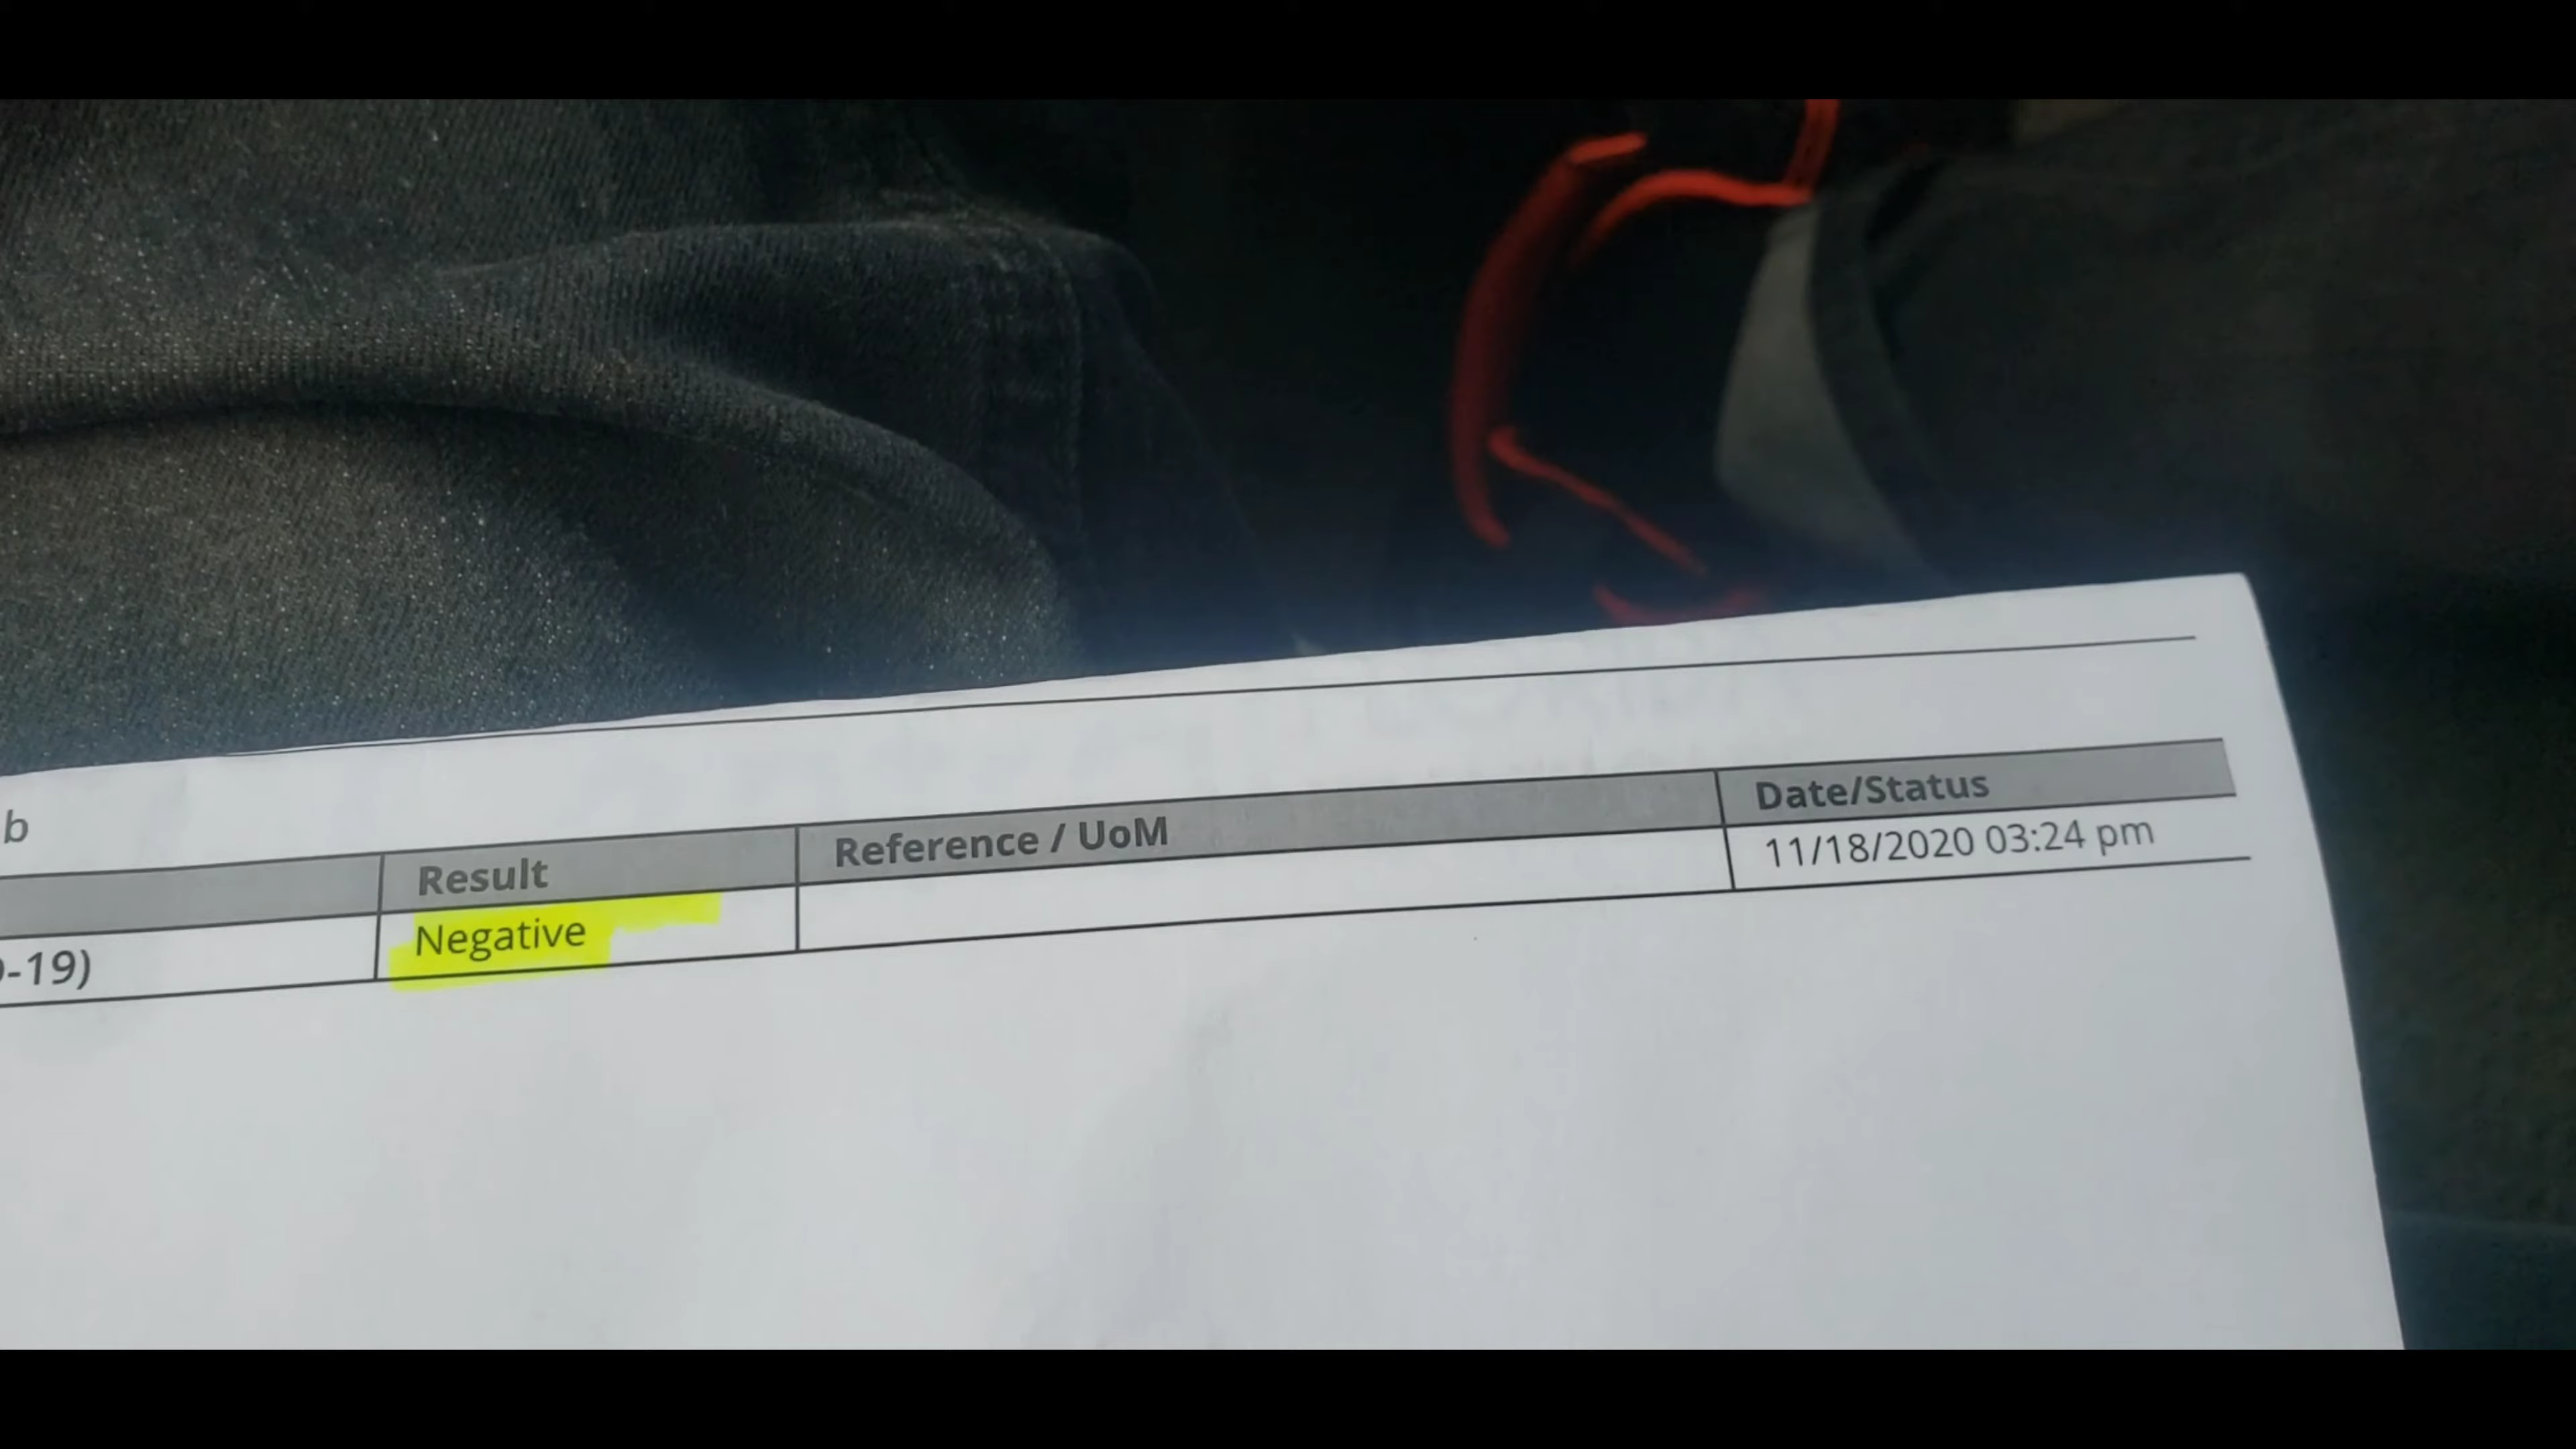 b
Result Reference / UoM Date/Status
-19) Negative 11/18/2020 03:24 pm